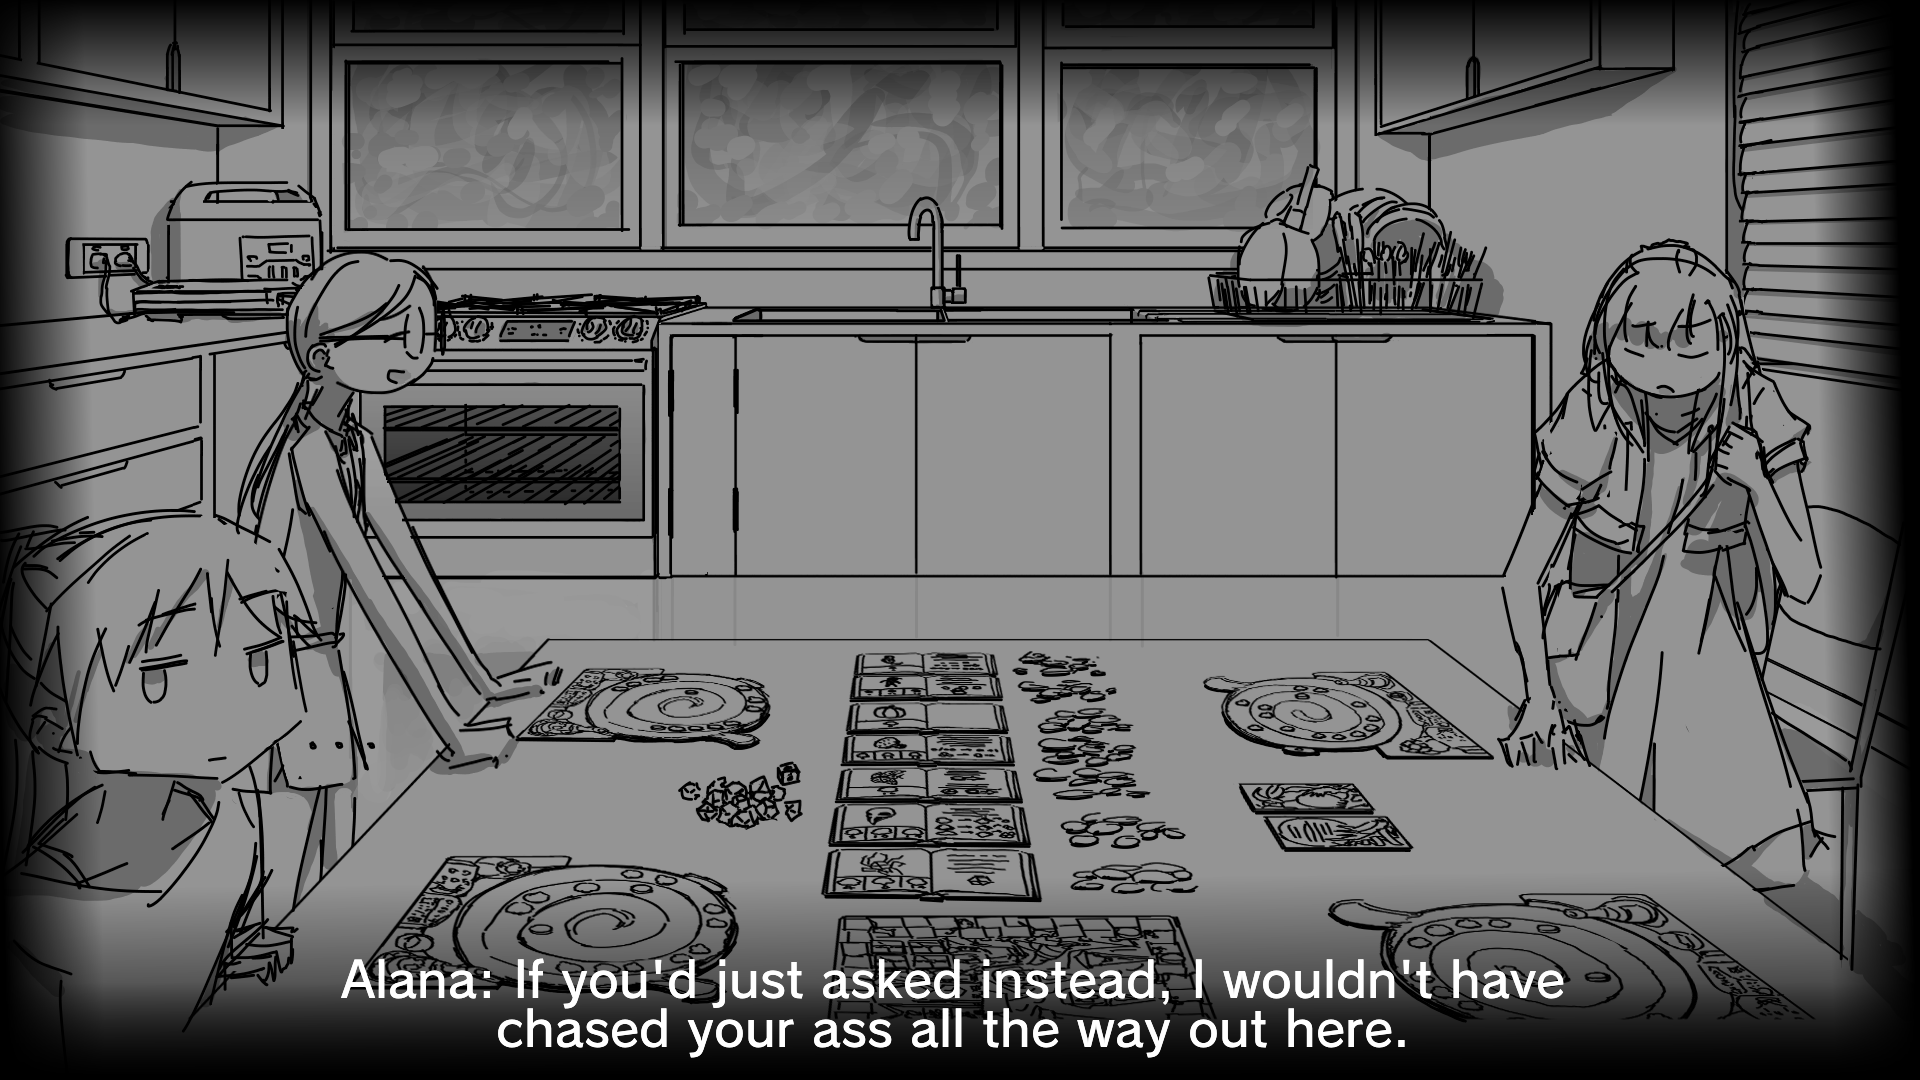 Alana: If you'd just asked instead, I wouldn't have
chased your ass all the way out here.